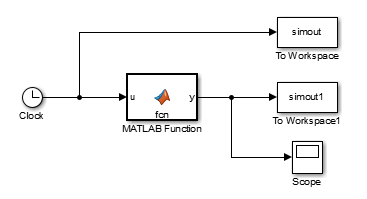 simout
To Workspace
Clock
u
y
fcn
MATLAB Function
simout1
To Workspace1
Scope